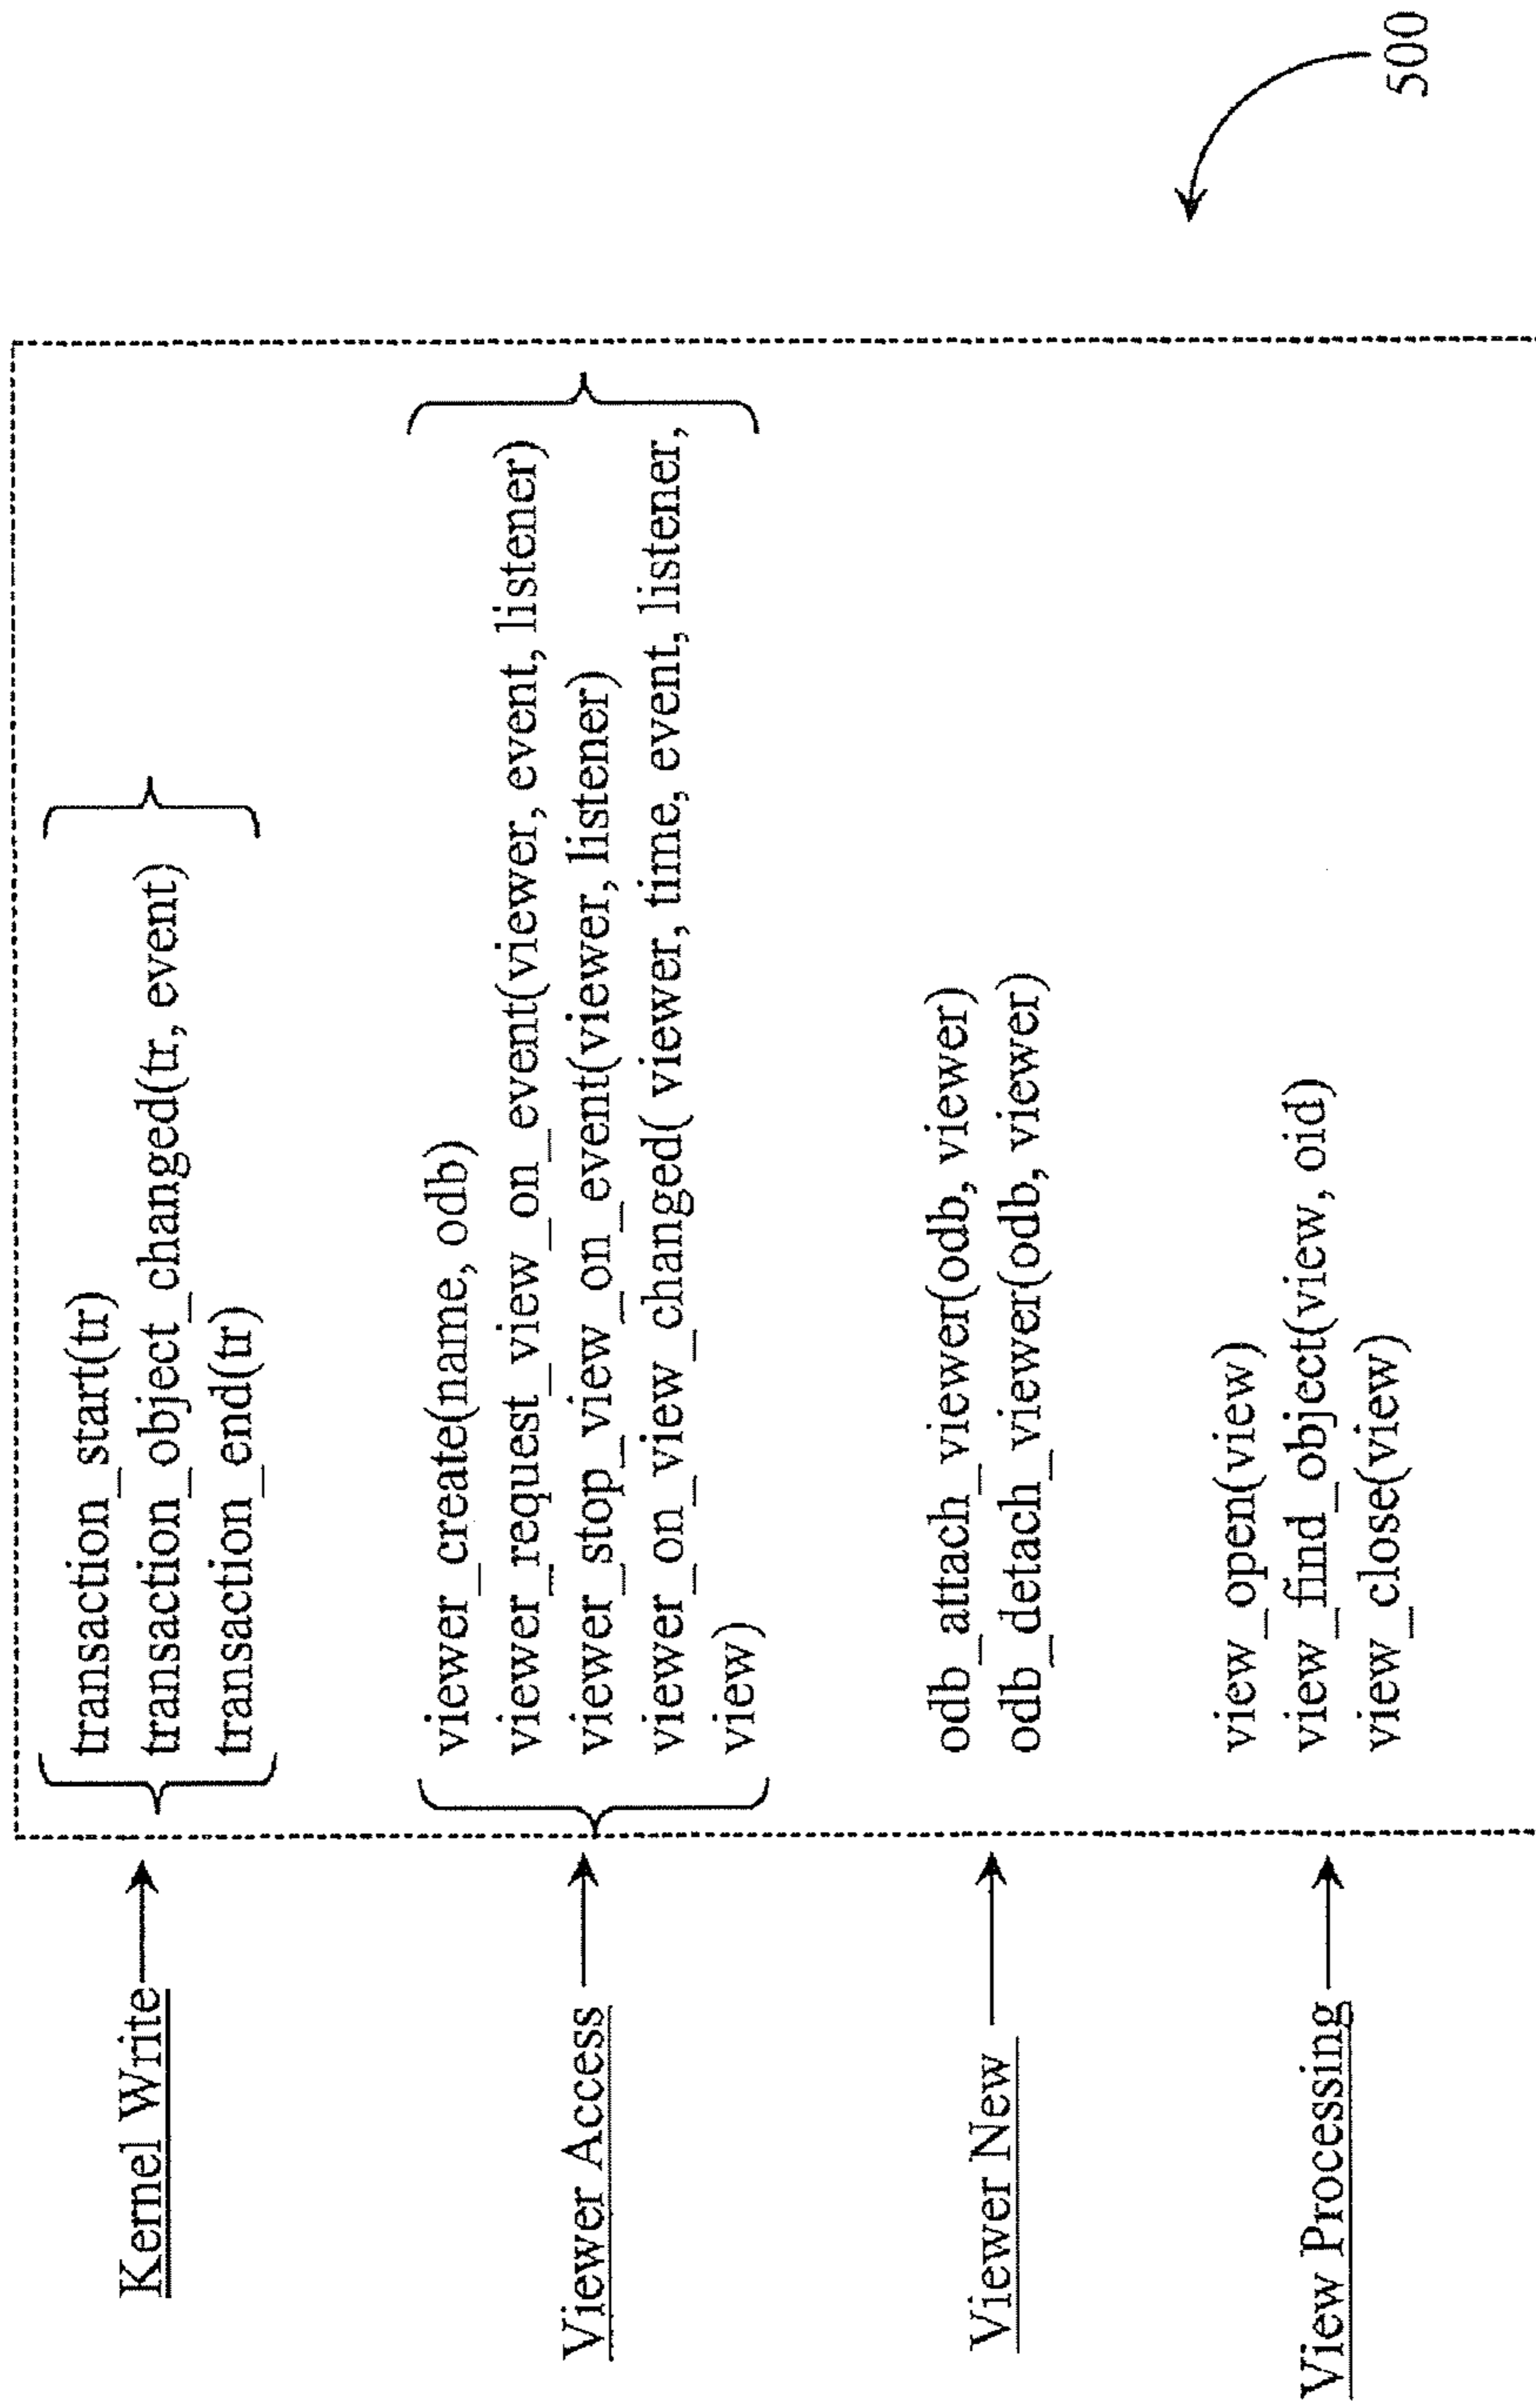 Kernel Write
transaction_start(tr)
transaction_object_changed(tr, event)
transaction_end(tr)
Viewer Access
viewer_create(name, odb)
viewer_request_view_on_event(viewer, event, listener)
viewer_stop_view_on_event(viewer, listener)
viewer_on_view_changed( viewer, time, event, listener,
view)
Viewer New
odb_attach_viewer(odb, viewer)
odb_detach_viewer(odb, viewer)
View Processing
view_open(view)
view_find_object(view, oid)
view_close(view)
500